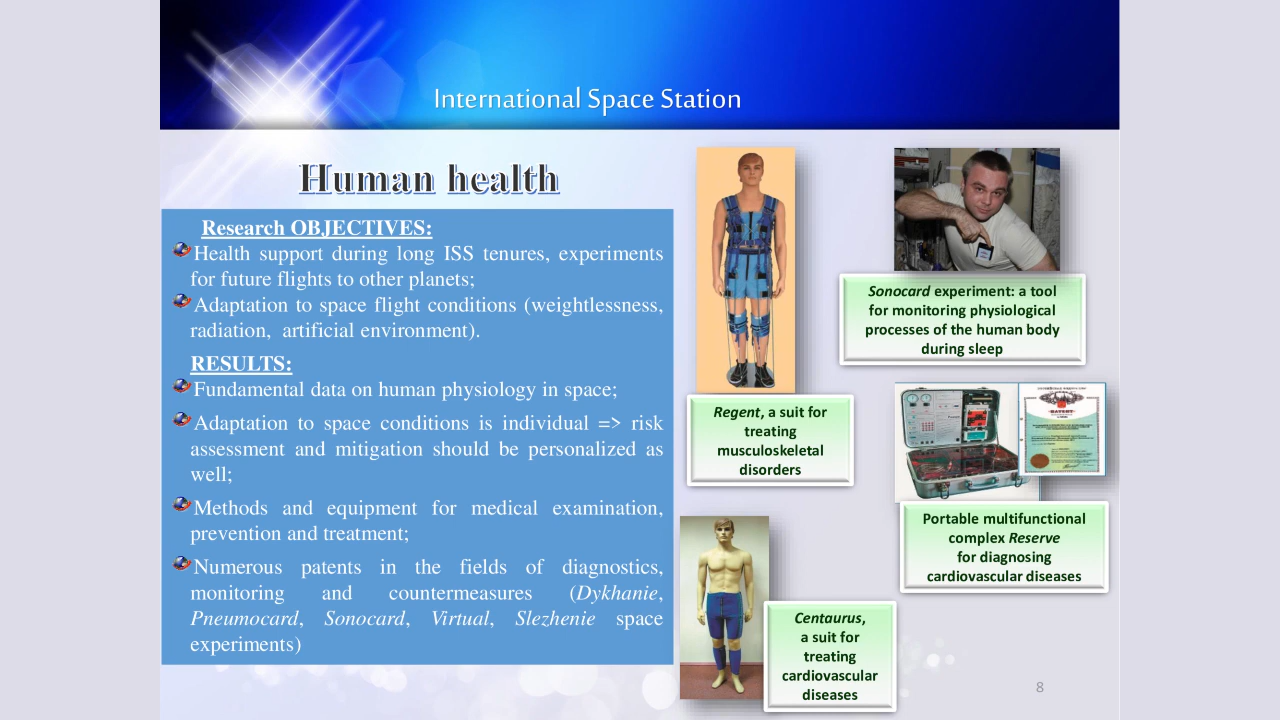 International Space Station
Human health
Research OBJECTIVES:
Health support during long ISS tenures, experiments
for future flights to other planets;
Adaptation to space flight conditions (weightlessness,
radiation, artificial environment).
RESULTS:
Fundamental data on human physiology in space;
Adaptation to space conditions is individual => risk
assessment and mitigation should be personalized as
well;
Methods and equipment for medical examination,
prevention and treatment;
Numerous patents in the fields of diagnostics,
monitoring and countermeasures (Dykhanie,
Pneumocard, Sonocard, Virtual, Slezhenie space
experiments)
Regent, a suit for
treating
musculoskeletal
disorders
Sonocard experiment: a tool
for monitoring physiological
processes of the human body
during sleep
Portable multifunctional
complex Reserve
for diagnosing
cardiovascular diseases
Centaurus,
a suit for
treating
cardiovascular
diseases
8